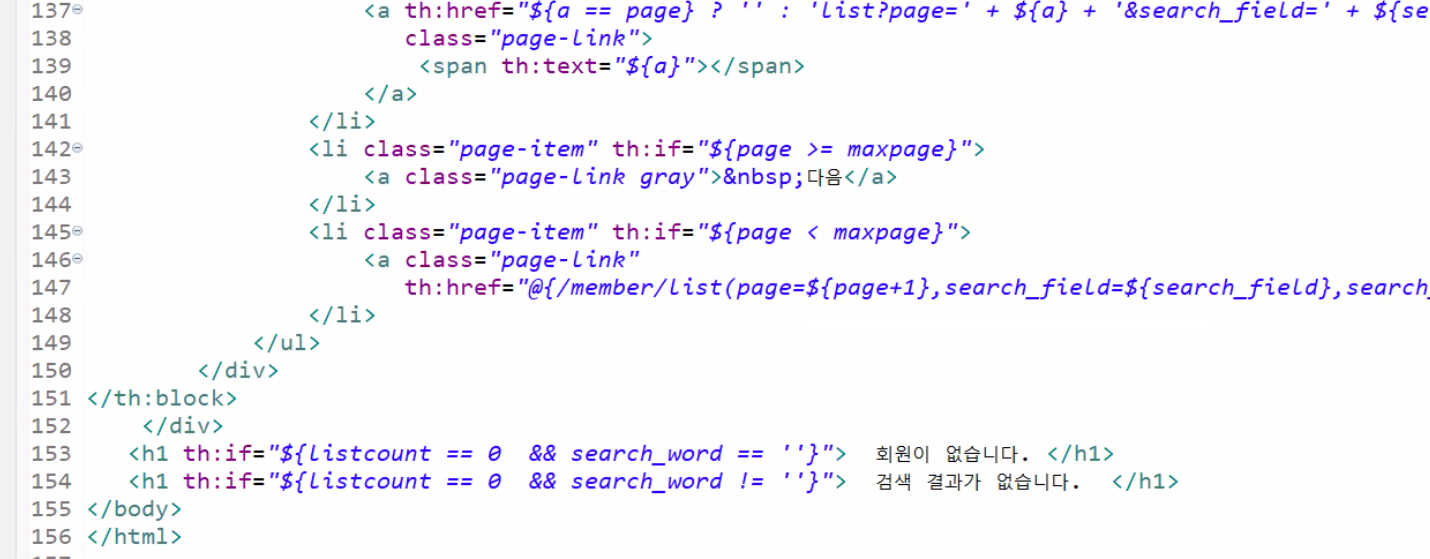 137 <a th:href="${a == page} ? '' : 'list?page=' + ${a} + '&search_field=' + ${se
138 class="page-link">
139 <span th:text="${a}"></span>
140 </a>
141 </li>
142 <li class="page-item" th:if="${page >= maxpage}">
143 <a class="page-link gray">&nbsp;다음</a>
144 </li>
145 <li class="page-item" th:if="${page < maxpage}">
146 <a class="page-link"
147 th:href="@{/member/list(page=${page+1},search_field=${search_field},search_
148 </li>
149 </ul>
150 </div>
151 </th:block>
152 </div>
153 <h1 th:if="${listcount == 0  && search_word == ''}">  회원이 없습니다. </h1>
154 <h1 th:if="${listcount == 0  && search_word != ''}">  검색 결과가 없습니다.  </h1>
155 </body>
156 </html>